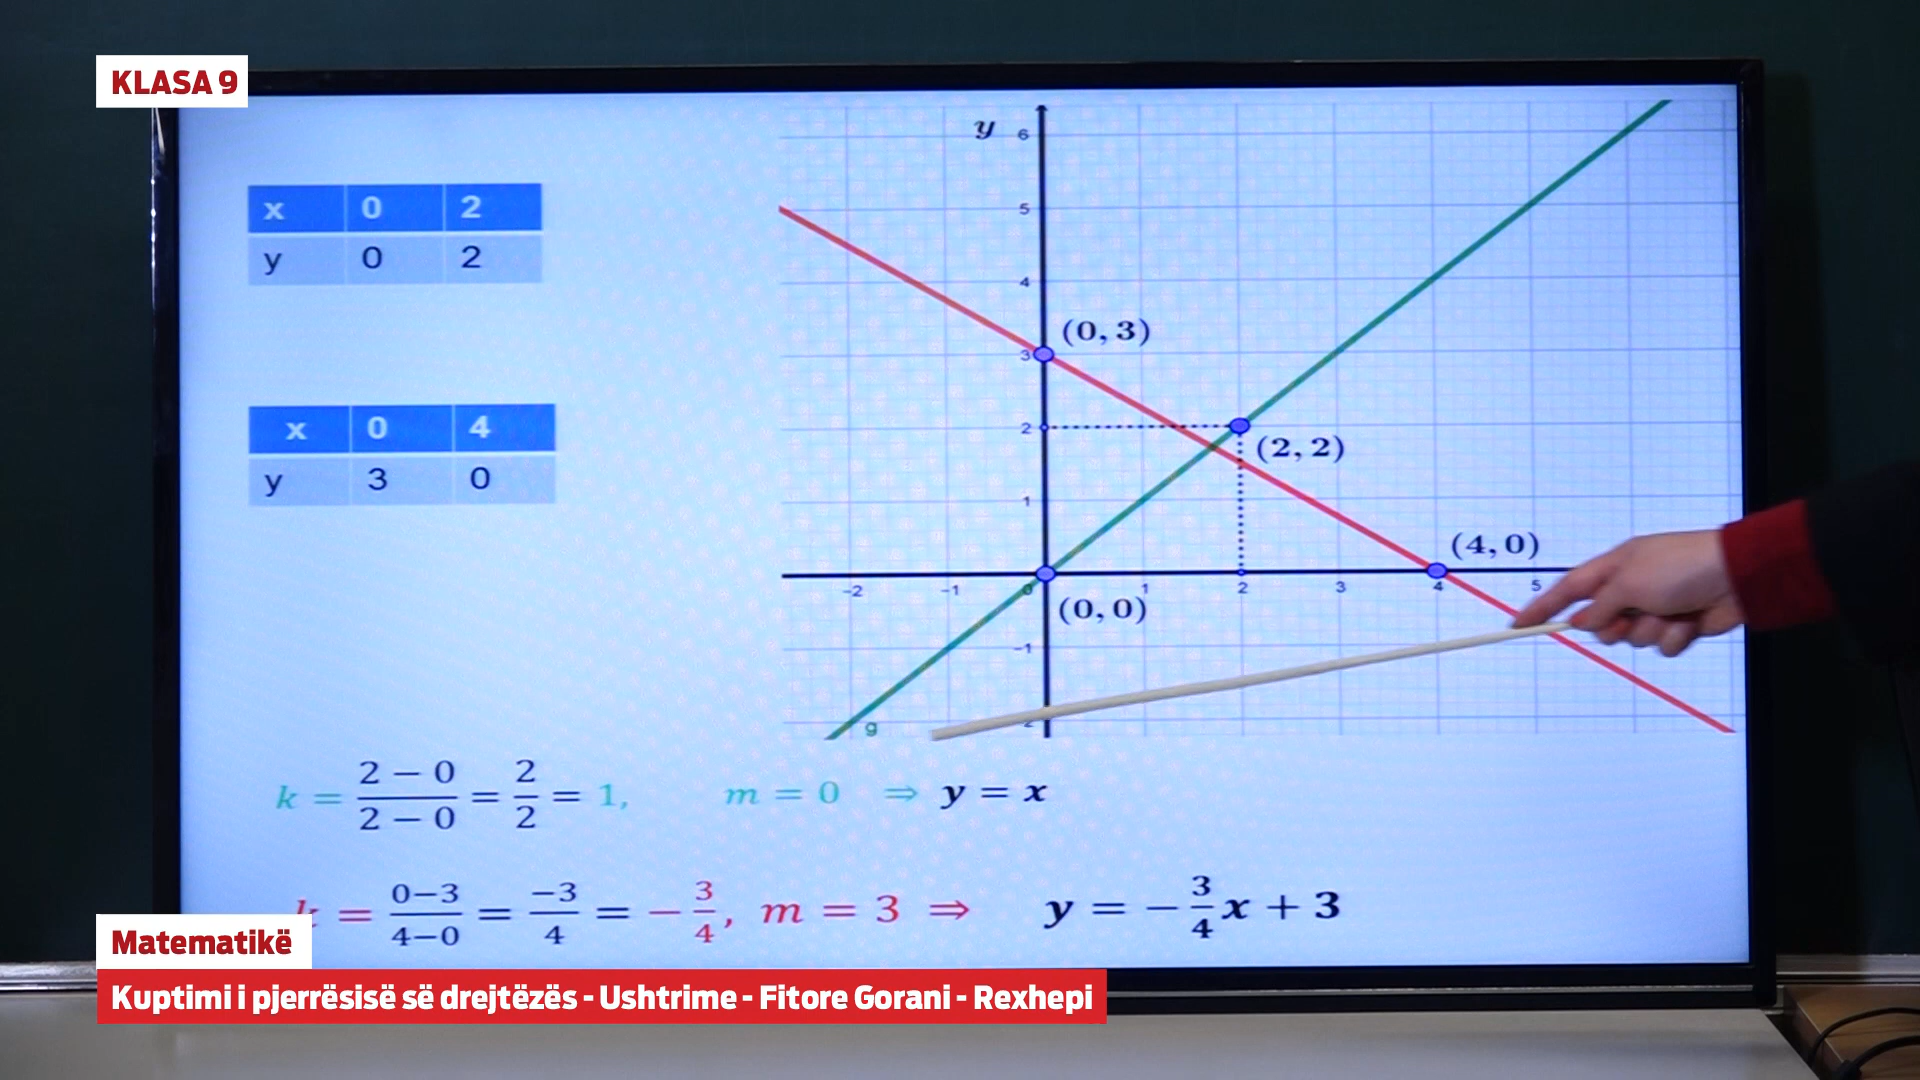 KLASA 9
x 0 2
y 0 2
x 0 4
y 3 0
y
6
5
4
3
2
1
-1
-2 -1 0 1 2 3 4 5
(0, 3)
(2, 2)
(4, 0)
(0, 0)
g
k = (2 − 0)/(2 − 0) = 2/2 = 1, m = 0 ⇒ y = x
k = (0−3)/(4−0) = −3/4 = −3/4, m = 3 ⇒ y = −3/4 x + 3
Matematikë
Kuptimi i pjerrësisë së drejtëzës - Ushtrime - Fitore Gorani - Rexhepi